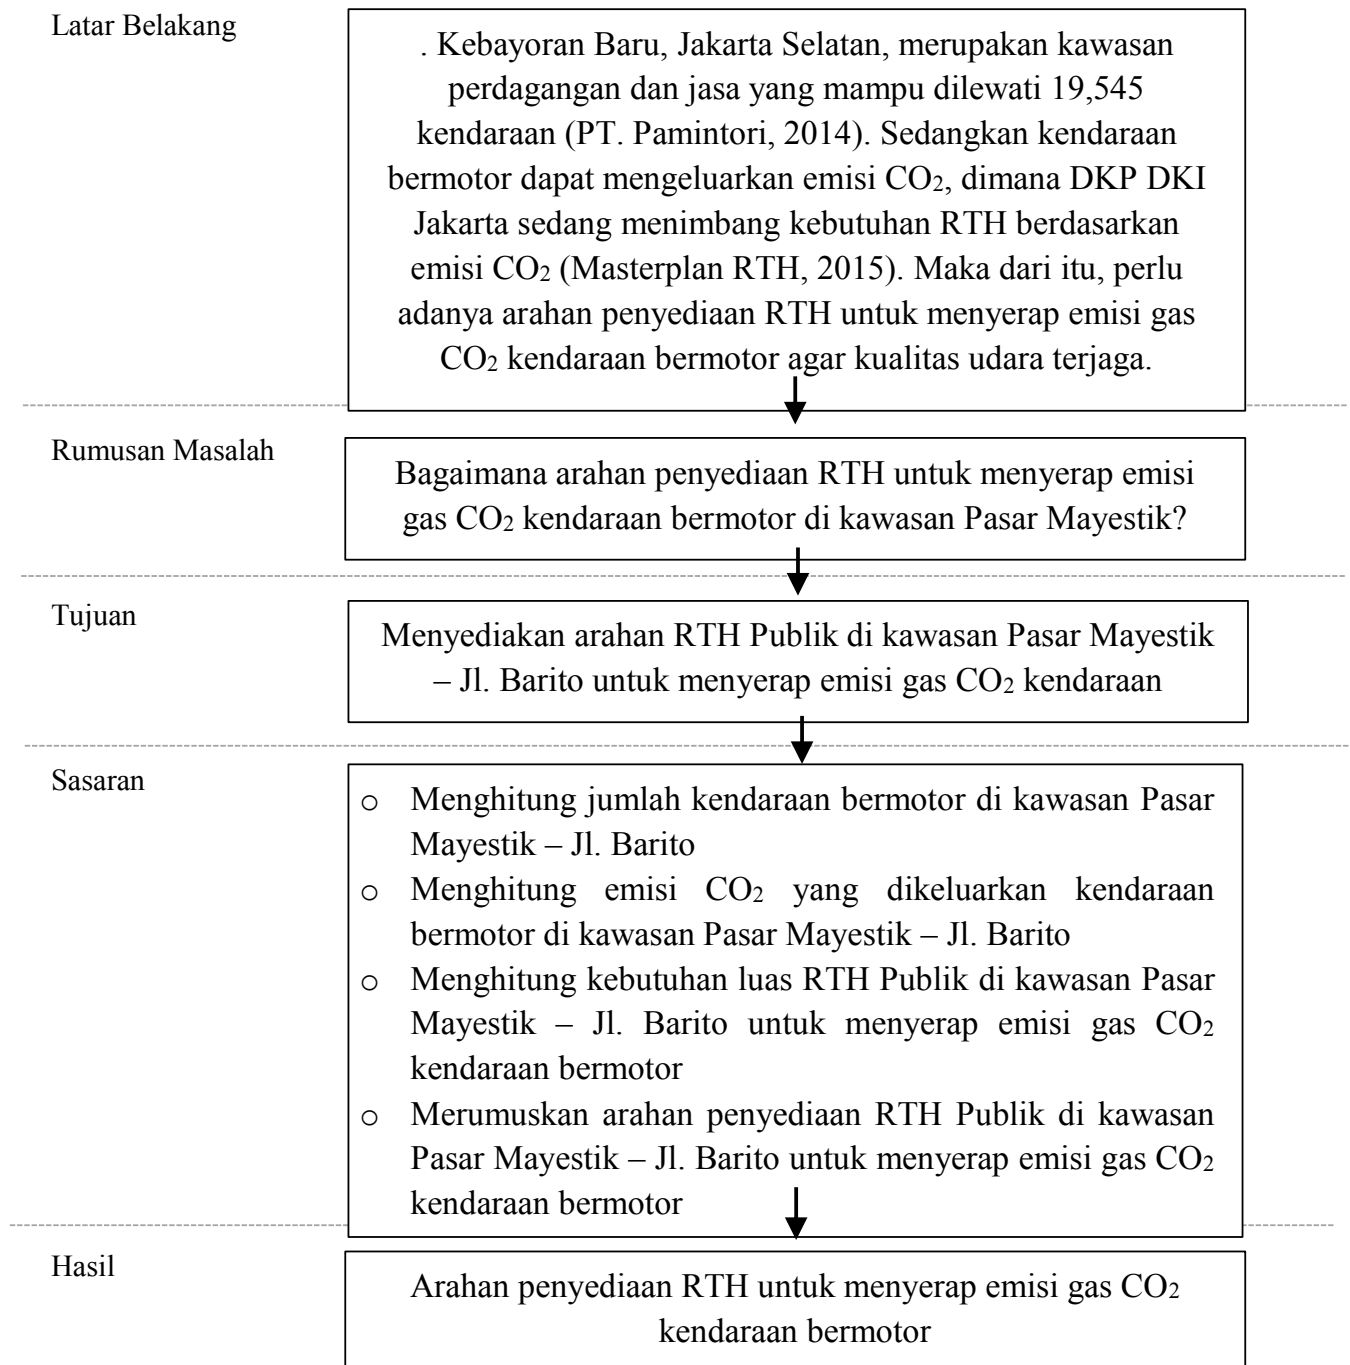 Latar Belakang
. Kebayoran Baru, Jakarta Selatan, merupakan kawasan
perdagangan dan jasa yang mampu dilewati 19,545
kendaraan (PT. Pamintori, 2014). Sedangkan kendaraan
bermotor dapat mengeluarkan emisi CO₂, dimana DKP DKI
Jakarta sedang menimbang kebutuhan RTH berdasarkan
emisi CO₂ (Masterplan RTH, 2015). Maka dari itu, perlu
adanya arahan penyediaan RTH untuk menyerap emisi gas
CO₂ kendaraan bermotor agar kualitas udara terjaga.
Rumusan Masalah
Bagaimana arahan penyediaan RTH untuk menyerap emisi
gas CO₂ kendaraan bermotor di kawasan Pasar Mayestik?
Tujuan
Menyediakan arahan RTH Publik di kawasan Pasar Mayestik
– Jl. Barito untuk menyerap emisi gas CO₂ kendaraan
Sasaran
o Menghitung jumlah kendaraan bermotor di kawasan Pasar
Mayestik – Jl. Barito
o Menghitung emisi CO₂ yang dikeluarkan kendaraan
bermotor di kawasan Pasar Mayestik – Jl. Barito
o Menghitung kebutuhan luas RTH Publik di kawasan Pasar
Mayestik – Jl. Barito untuk menyerap emisi gas CO₂
kendaraan bermotor
o Merumuskan arahan penyediaan RTH Publik di kawasan
Pasar Mayestik – Jl. Barito untuk menyerap emisi gas CO₂
kendaraan bermotor
Hasil
Arahan penyediaan RTH untuk menyerap emisi gas CO₂
kendaraan bermotor